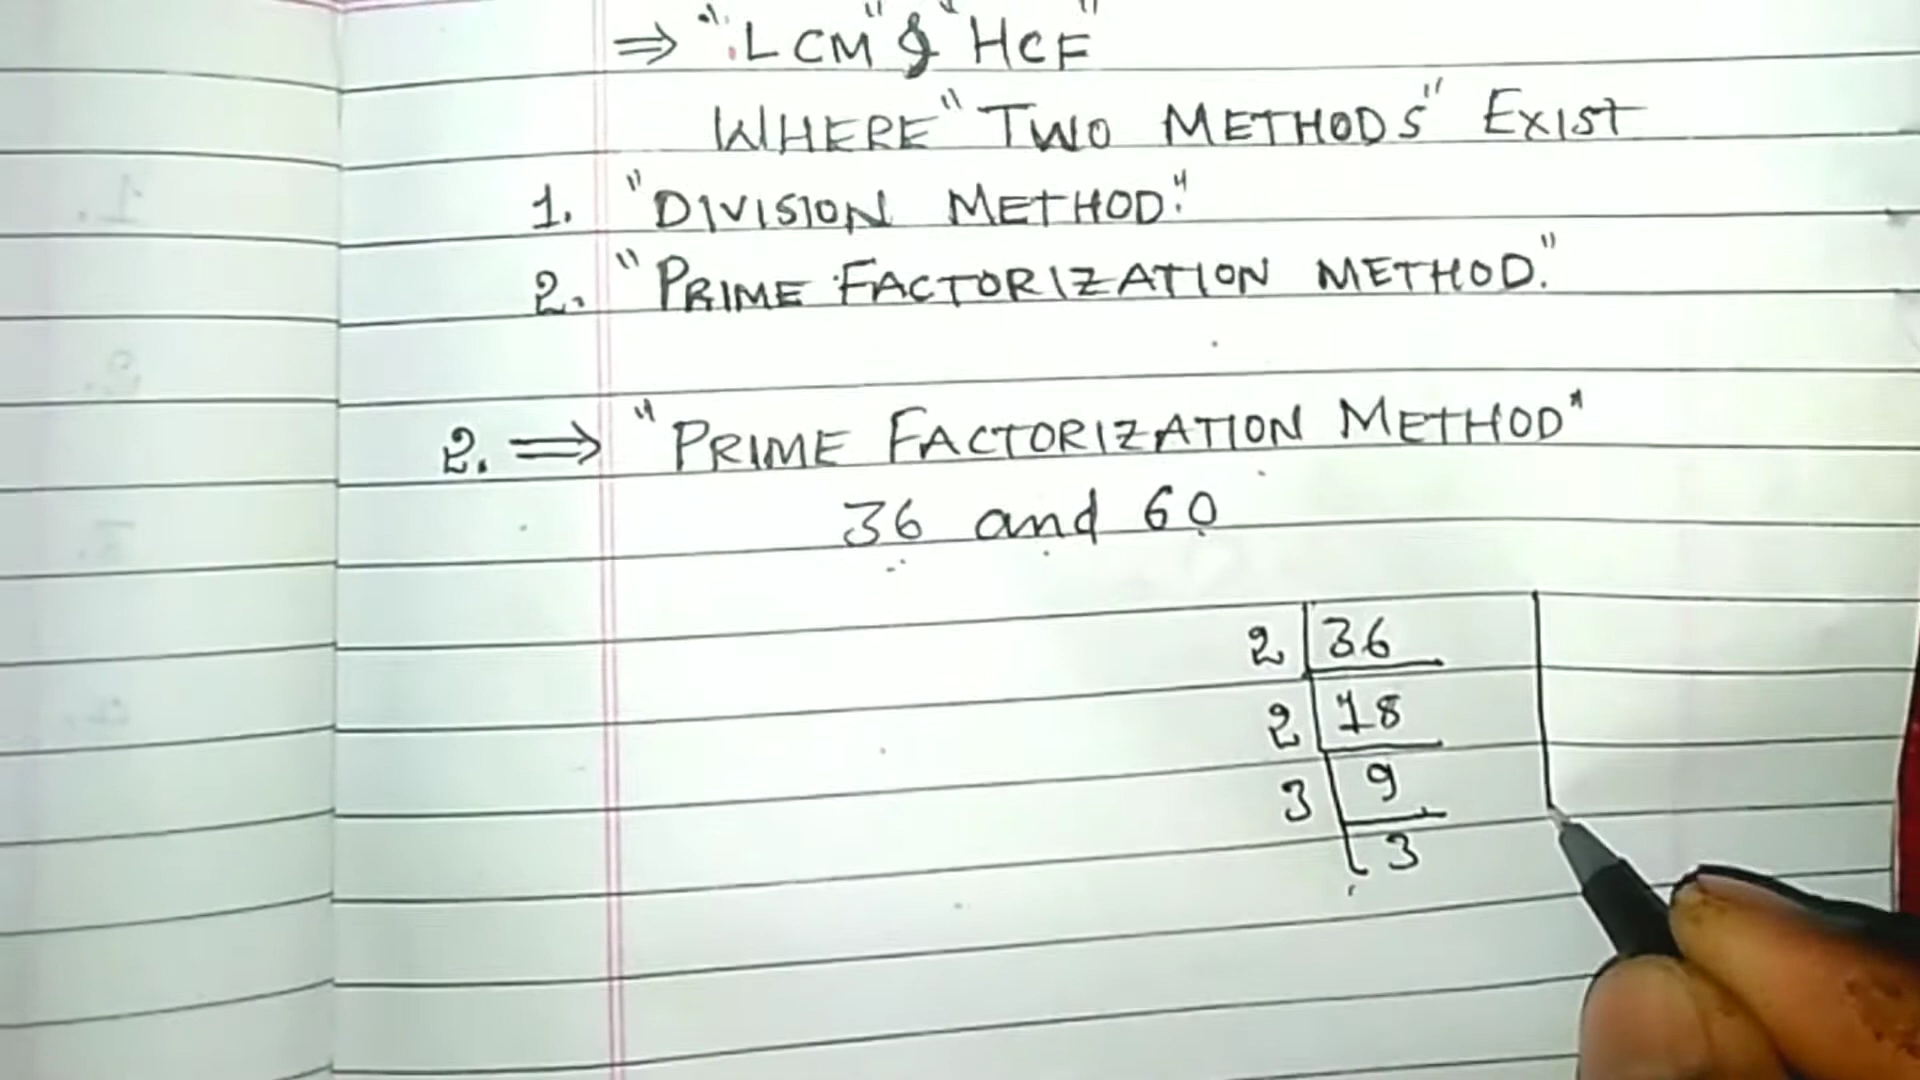 ⇒ "LCM" & "HCF"
WHERE "TWO METHODS" EXIST
1. "DIVISION METHOD."
2. "PRIME FACTORIZATION METHOD."
2. ⇒ "PRIME FACTORIZATION METHOD"
36 and 60
2 36
2 18
3 9
3